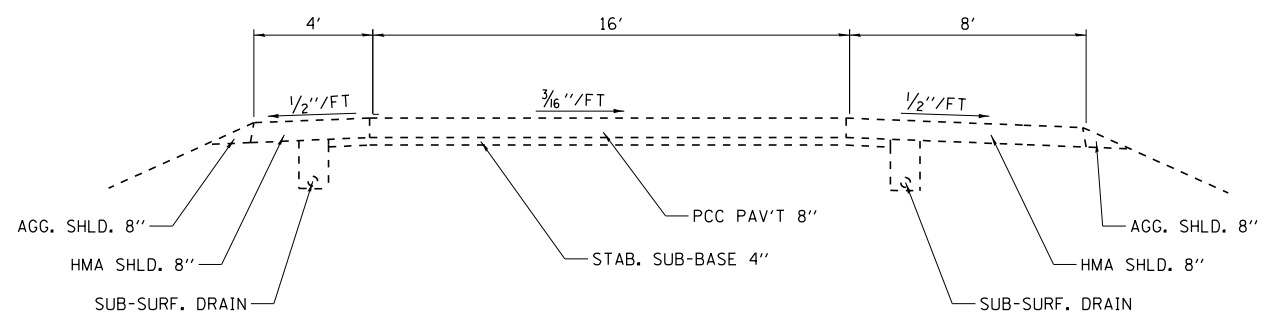 4' 16' 8'
1/2''/FT 3/16''/FT 1/2''/FT
AGG. SHLD. 8''
HMA SHLD. 8''
SUB-SURF. DRAIN
PCC PAV'T 8''
STAB. SUB-BASE 4''
AGG. SHLD. 8''
HMA SHLD. 8''
SUB-SURF. DRAIN